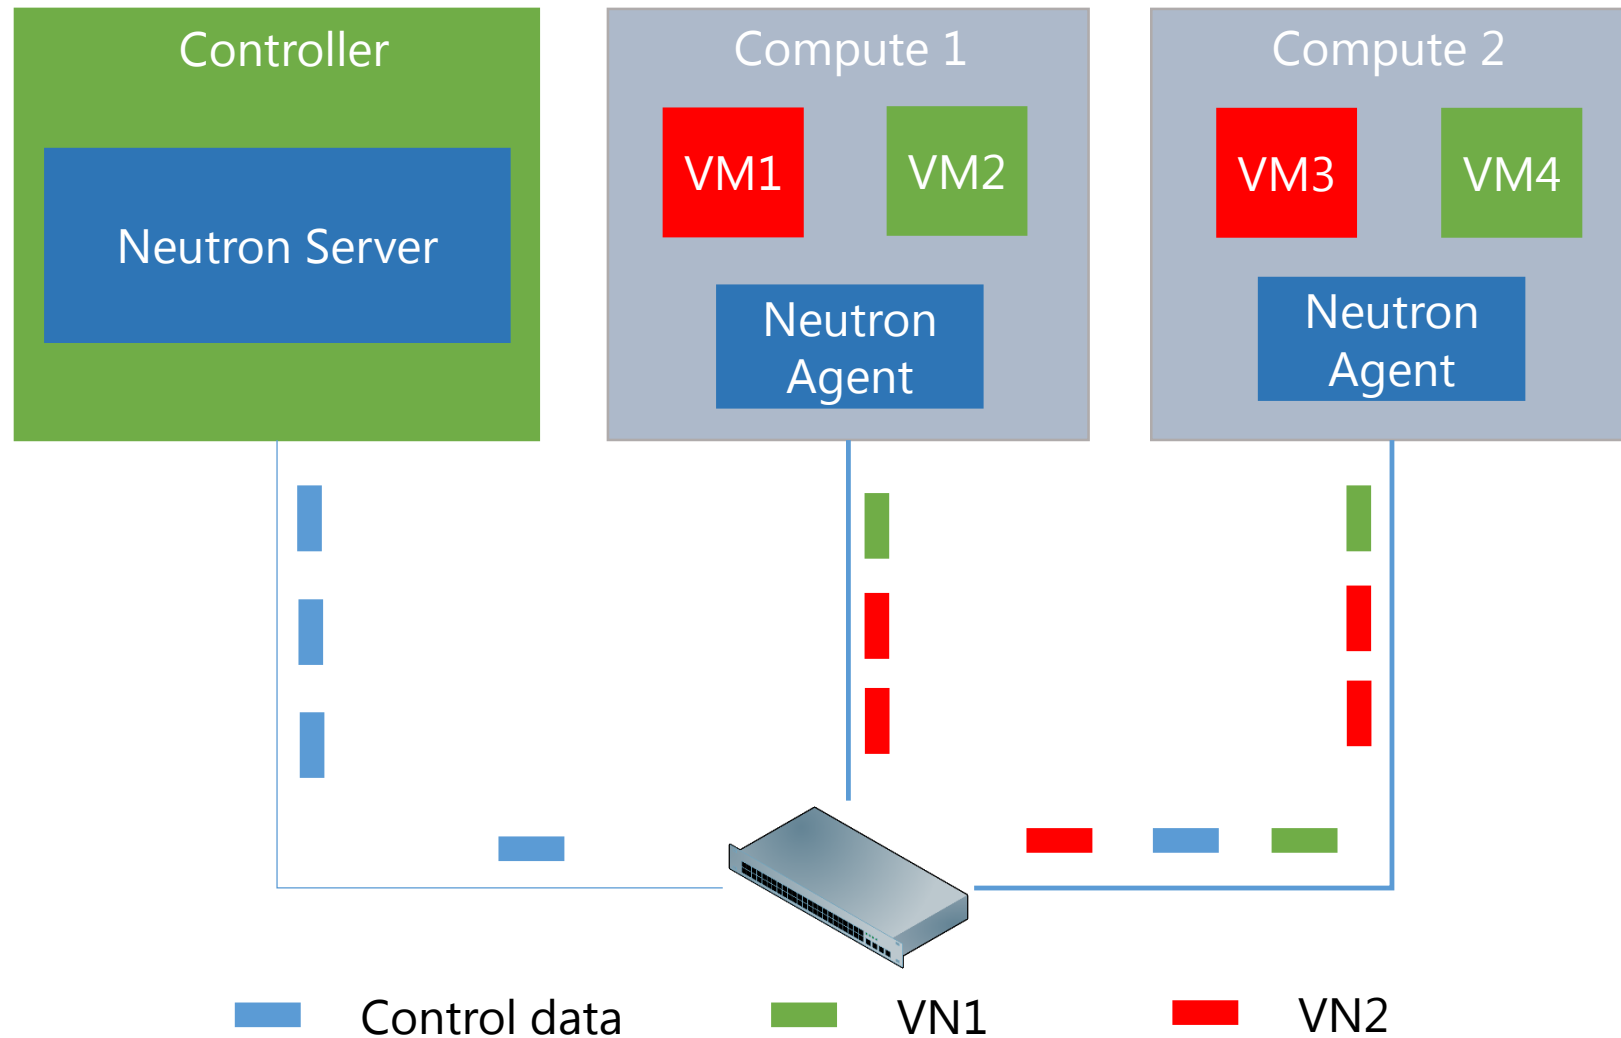 Controller
Neutron Server
Compute 1
VM1
VM2
Neutron
Agent
Compute 2
VM3
VM4
Neutron
Agent
Control data
VN1
VN2